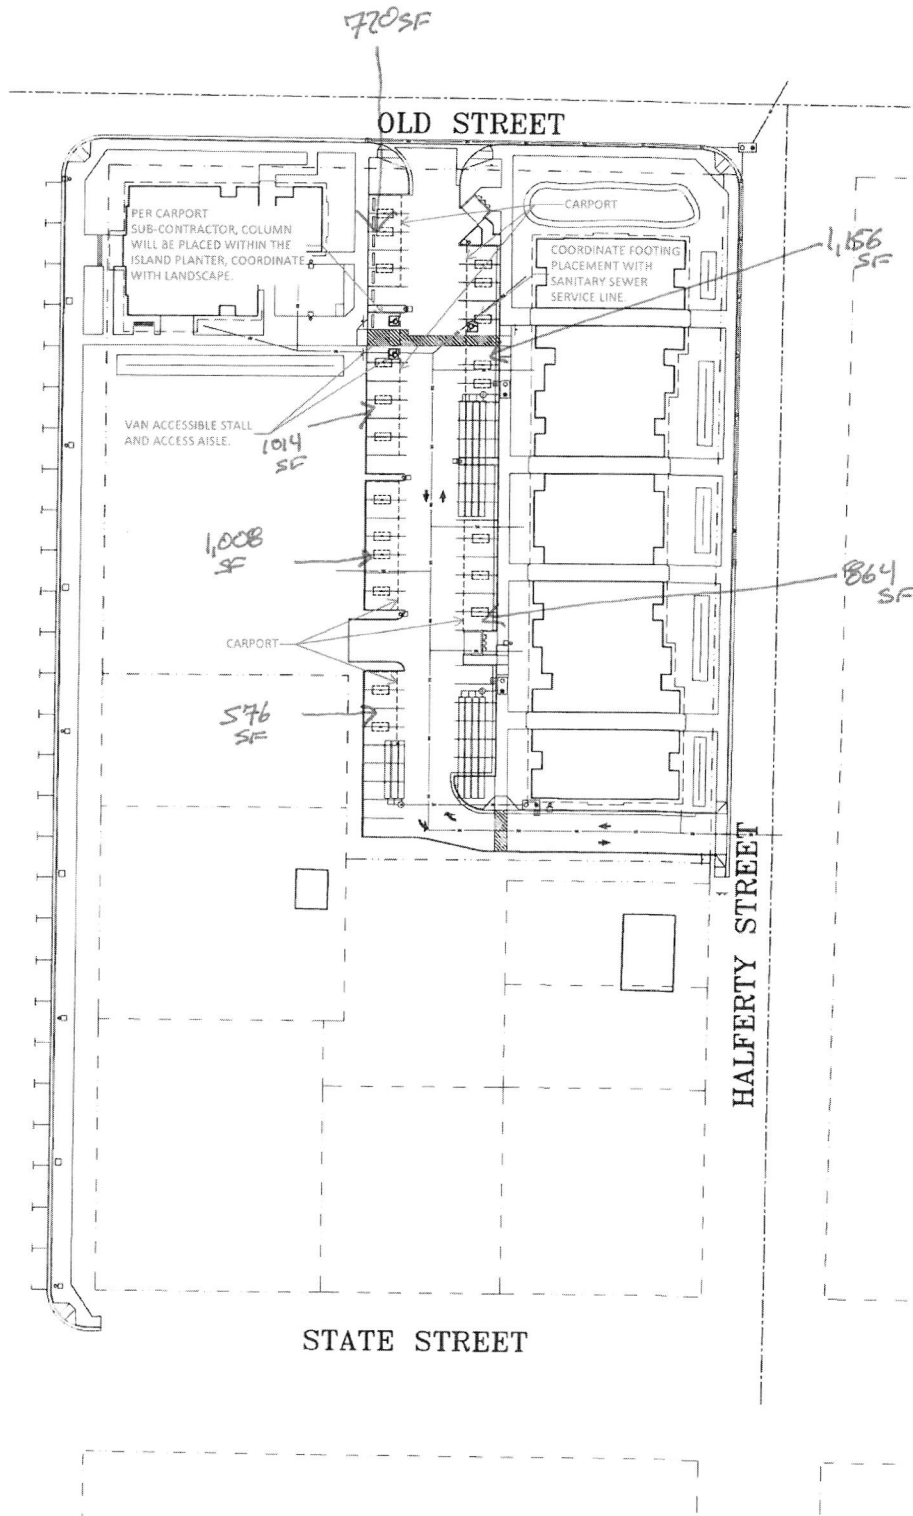 720 SF
OLD STREET
PER CARPORT
SUB-CONTRACTOR, COLUMN
WILL BE PLACED WITHIN THE
ISLAND PLANTER, COORDINATE
WITH LANDSCAPE.
CARPORT
COORDINATE FOOTING
PLACEMENT WITH
SANITARY SEWER
SERVICE LINE.
1,156
SF
VAN ACCESSIBLE STALL
AND ACCESS AISLE.
1014
SF
1,008
SF
864
SF
CARPORT
576
SF
HALFERTY STREET
STATE STREET